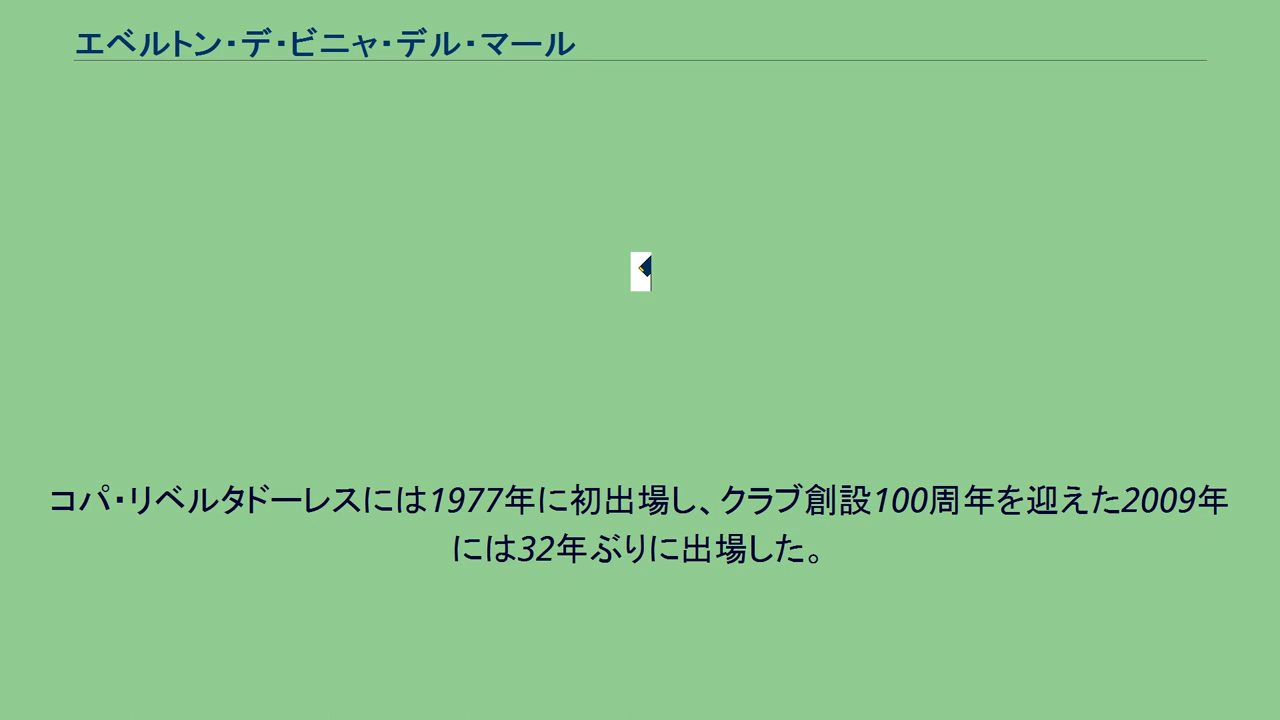 エベルトン・デ・ビニャ・デル・マール
コパ・リベルタドーレスには1977年に初出場し、クラブ創設100周年を迎えた2009年
には32年ぶりに出場した。